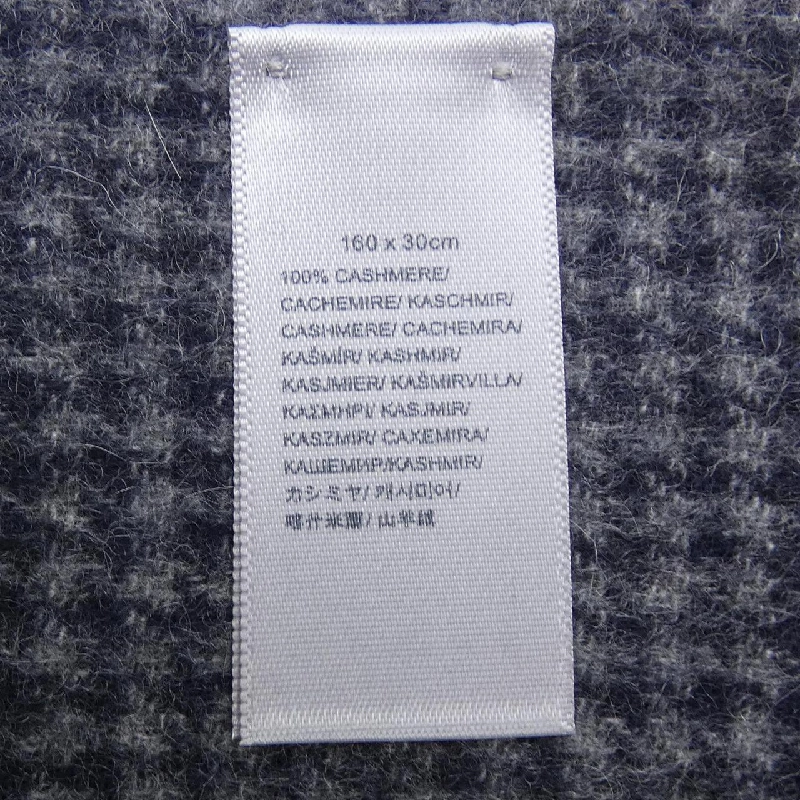 160 x 30cm
100% CASHMERE/
CACHEMIRE/ KASCHMIR/
CASHMERE/ CACHEMIRA/
KAŠMÍR/ KASHMIR/
KASJMIER/ KAŠMIRVILLA/
ΚΑΣΜΗΡΙ/ KASJMIR/
KASZMIR/ CAXEMIRA/
КАШЕМИР/KASHMIR/
カシミヤ/ 캐시미어/
喀什米爾/ 山羊絨